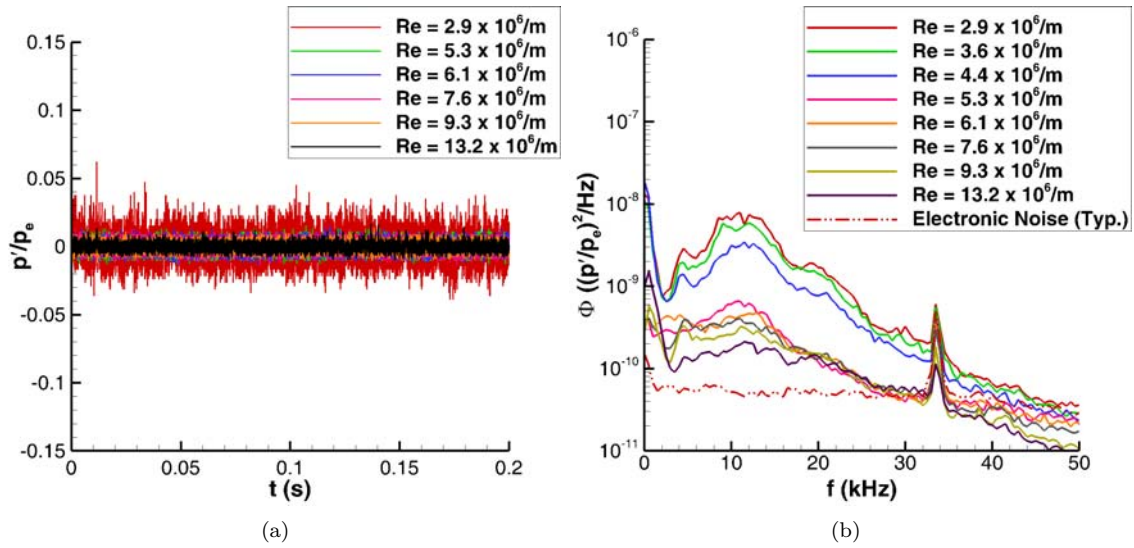 Re = 2.9 x 10⁶/m
Re = 5.3 x 10⁶/m
Re = 6.1 x 10⁶/m
Re = 7.6 x 10⁶/m
Re = 9.3 x 10⁶/m
Re = 13.2 x 10⁶/m
0.15
0.1
0.05
0
-0.05
-0.1
-0.15
p'/pₑ
0 0.05 0.1 0.15 0.2
t (s)
(a)
Re = 2.9 x 10⁶/m
Re = 3.6 x 10⁶/m
Re = 4.4 x 10⁶/m
Re = 5.3 x 10⁶/m
Re = 6.1 x 10⁶/m
Re = 7.6 x 10⁶/m
Re = 9.3 x 10⁶/m
Re = 13.2 x 10⁶/m
Electronic Noise (Typ.)
10⁻⁶
10⁻⁷
10⁻⁸
10⁻⁹
10⁻¹⁰
10⁻¹¹
Φ ((p'/pₑ)²/Hz
0 10 20 30 40 50
f (kHz)
(b)